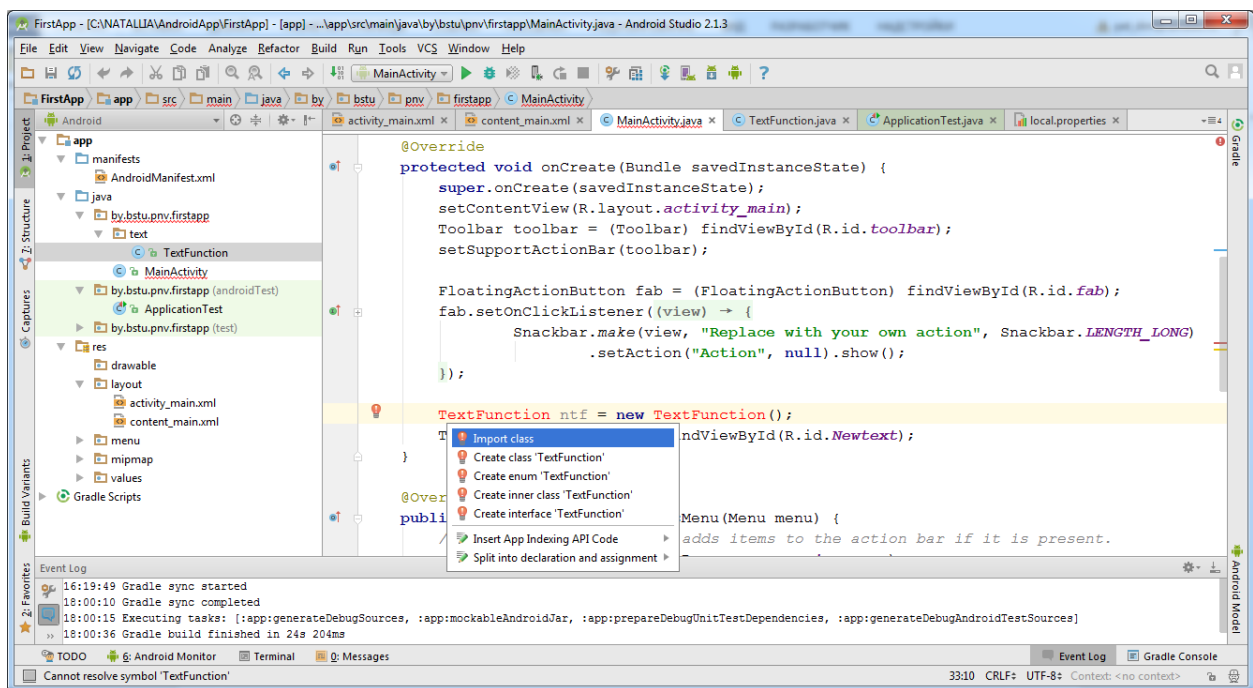 FirstApp - [C:\NATALLIA\AndroidApp\FirstApp] - [app] - ...\app\src\main\java\by\bstu\pnv\firstapp\MainActivity.java - Android Studio 2.1.3
File Edit View Navigate Code Analyze Refactor Build Run Tools VCS Window Help
MainActivity
FirstApp app src main java by bstu pnv firstapp MainActivity
Android
activity_main.xml × content_main.xml × MainActivity.java × TextFunction.java × ApplicationTest.java × local.properties × 4
1: Project
Z: Structure
Captures
Build Variants
2: Favorites
app
manifests
AndroidManifest.xml
java
by.bstu.pnv.firstapp
text
TextFunction
MainActivity
by.bstu.pnv.firstapp (androidTest)
ApplicationTest
by.bstu.pnv.firstapp (test)
res
drawable
layout
activity_main.xml
content_main.xml
menu
mipmap
values
Gradle Scripts
@Override
protected void onCreate(Bundle savedInstanceState) {
super.onCreate(savedInstanceState);
setContentView(R.layout.activity_main);
Toolbar toolbar = (Toolbar) findViewById(R.id.toolbar);
setSupportActionBar(toolbar);
FloatingActionButton fab = (FloatingActionButton) findViewById(R.id.fab);
fab.setOnClickListener((view) → {
Snackbar.make(view, "Replace with your own action", Snackbar.LENGTH_LONG)
.setAction("Action", null).show();
});
TextFunction ntf = new TextFunction();
T ndViewById(R.id.Newtext);
}
@Over
publi Menu(Menu menu) {
/ adds items to the action bar if it is present.
Import class
Create class 'TextFunction'
Create enum 'TextFunction'
Create inner class 'TextFunction'
Create interface 'TextFunction'
Insert App Indexing API Code
Split into declaration and assignment
Gradle
Android Model
Event Log
16:19:49 Gradle sync started
18:00:10 Gradle sync completed
18:00:15 Executing tasks: [:app:generateDebugSources, :app:mockableAndroidJar, :app:prepareDebugUnitTestDependencies, :app:generateDebugAndroidTestSources]
18:00:36 Gradle build finished in 24s 204ms
TODO 6: Android Monitor Terminal 0: Messages Event Log Gradle Console
Cannot resolve symbol 'TextFunction' 33:10 CRLF UTF-8 Context: <no context>